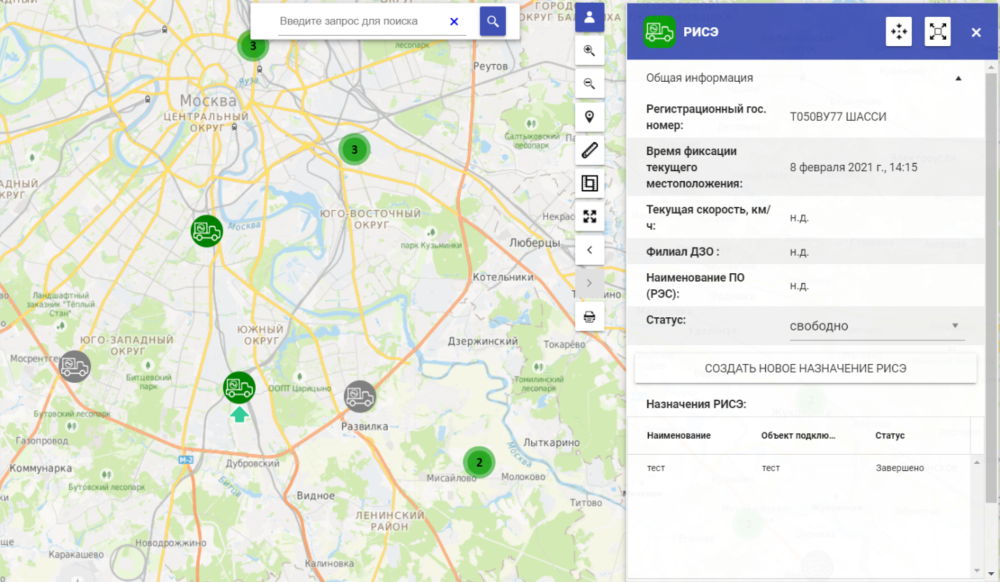 Введите запрос для поиска
3
лесопарк
Реутов
Яуза
Москва
ЦЕНТРАЛЬНЫЙ
ОКРУГ
3
Салтыковский
лесопарк
ЮГО-ВОСТОЧНЫЙ
ОКРУГ
Москва
парк Кузьминки
Некрасо
Люберцы
Котельники
Ландшафтный
заказник "Тёплый
Стан"
ЮЖНЫЙ
ОКРУГ
ЮГО-ЗАПАДНЫЙ
ОКРУГ
Дзержинский
Токарёво
Мосрентген
Битцевский
парк
ООПТ Царицыно
Томилинский
лесопарк
Развилка
Бутовский лесопарк
Газопровод
М-2
Дубровский
Коммунарка
Битца
Бутовский лесопарк
Лыткарино
Москва
2
Мисайлово
Молоково
Видное
Титово
ЛЕНИНСКИЙ
РАЙОН
Новодрожжино
Каракашево
Калиновка
РИСЭ
Общая информация
Регистрационный гос.
номер:
Т050ВУ77 ШАССИ
Время фиксации
текущего
местоположения:
8 февраля 2021 г., 14:15
Текущая скорость, км/
ч:
н.д.
Филиал ДЗО :
н.д.
Наименование ПО
(РЭС):
н.д.
Статус:
свободно
СОЗДАТЬ НОВОЕ НАЗНАЧЕНИЕ РИСЭ
Назначения РИСЭ:
Наименование Объект подклю... Статус
тест тест Завершено